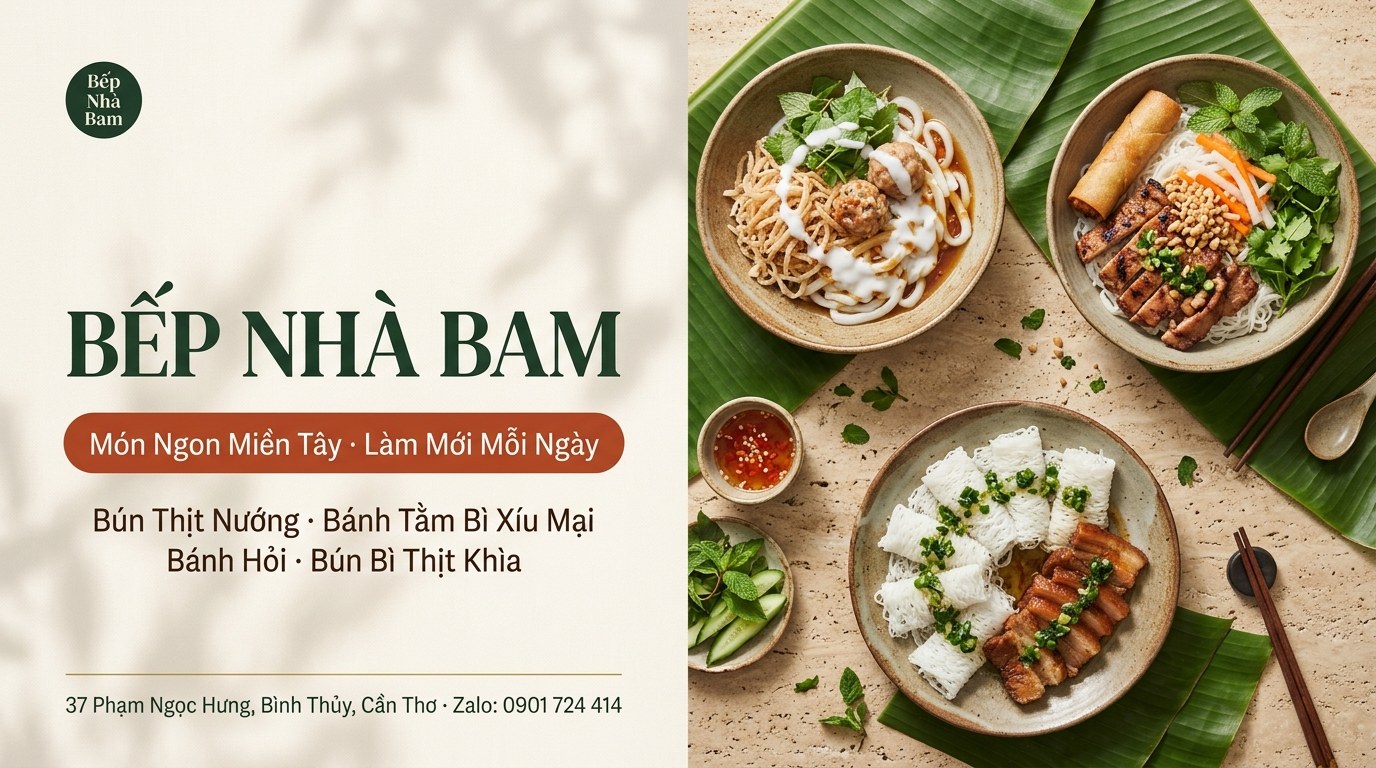 Bếp
Nhà
Bam
BẾP NHÀ BAM
Món Ngon Miền Tây · Làm Mới Mỗi Ngày
Bún Thịt Nướng · Bánh Tằm Bì Xíu Mại
Bánh Hỏi · Bún Bì Thịt Khìa
37 Phạm Ngọc Hưng, Bình Thủy, Cần Thơ · Zalo: 0901 724 414